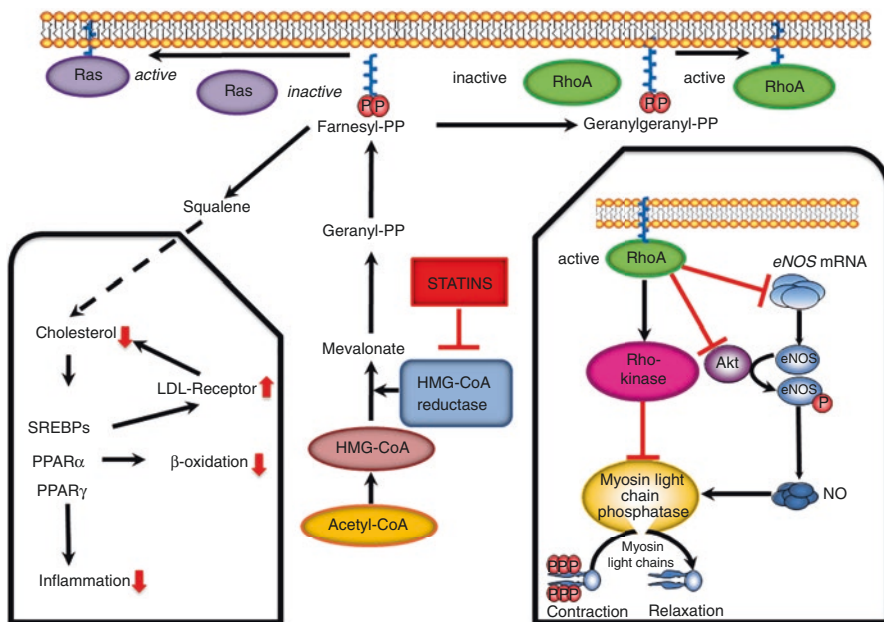 Ras
active
Ras
inactive
PP
Farnesyl-PP
inactive
RhoA
PP
Geranylgeranyl-PP
active
RhoA
Squalene
Geranyl-PP
STATINS
Mevalonate
HMG-CoA
reductase
HMG-CoA
Acetyl-CoA
Cholesterol
LDL-Receptor
SREBPs
PPARα
β-oxidation
PPARγ
Inflammation
active
RhoA
eNOS mRNA
Rho-
kinase
Akt
eNOS
eNOS
P
Myosin light
chain
phosphatase
NO
Myosin
light chains
PPP
PPP
Contraction
Relaxation